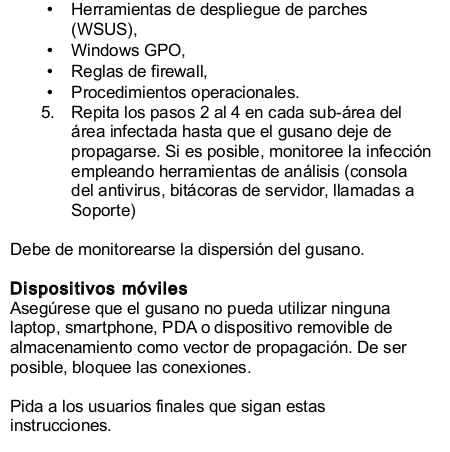 • Herramientas de despliegue de parches
(WSUS),
• Windows GPO,
• Reglas de firewall,
• Procedimientos operacionales.
5. Repita los pasos 2 al 4 en cada sub-área del
área infectada hasta que el gusano deje de
propagarse. Si es posible, monitoree la infección
empleando herramientas de análisis (consola
del antivirus, bitácoras de servidor, llamadas a
Soporte)
Debe de monitorearse la dispersión del gusano.
Dispositivos móviles
Asegúrese que el gusano no pueda utilizar ninguna
laptop, smartphone, PDA o dispositivo removible de
almacenamiento como vector de propagación. De ser
posible, bloquee las conexiones.
Pida a los usuarios finales que sigan estas
instrucciones.